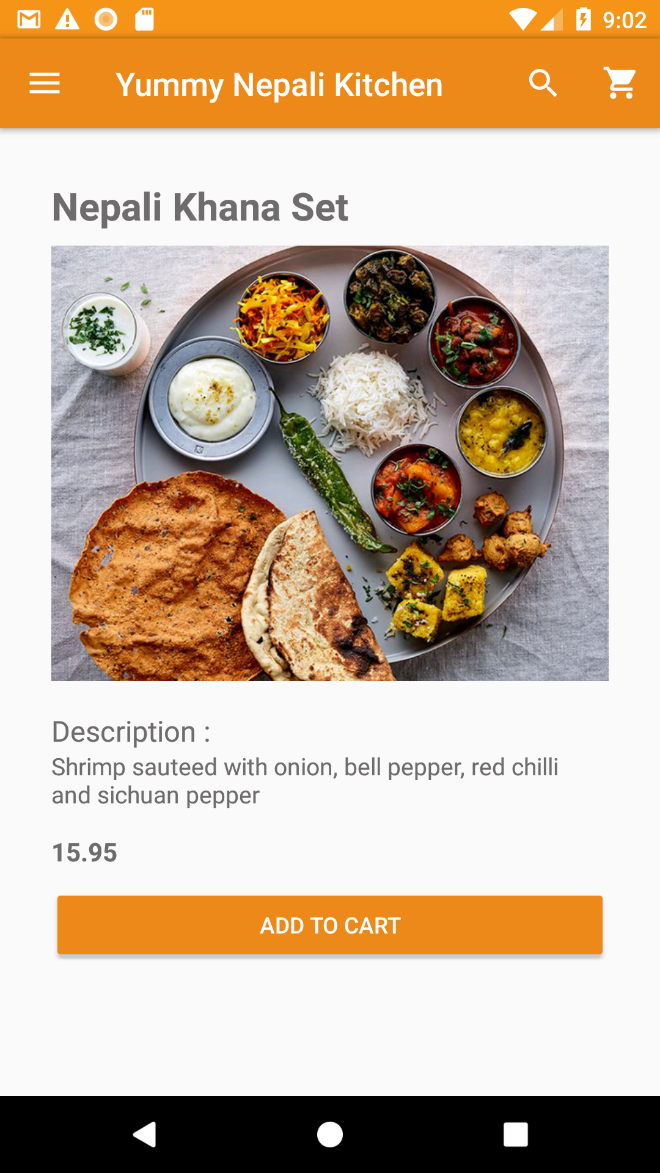 9:02
Yummy Nepali Kitchen
Nepali Khana Set
Description :
Shrimp sauteed with onion, bell pepper, red chilli
and sichuan pepper
15.95
ADD TO CART